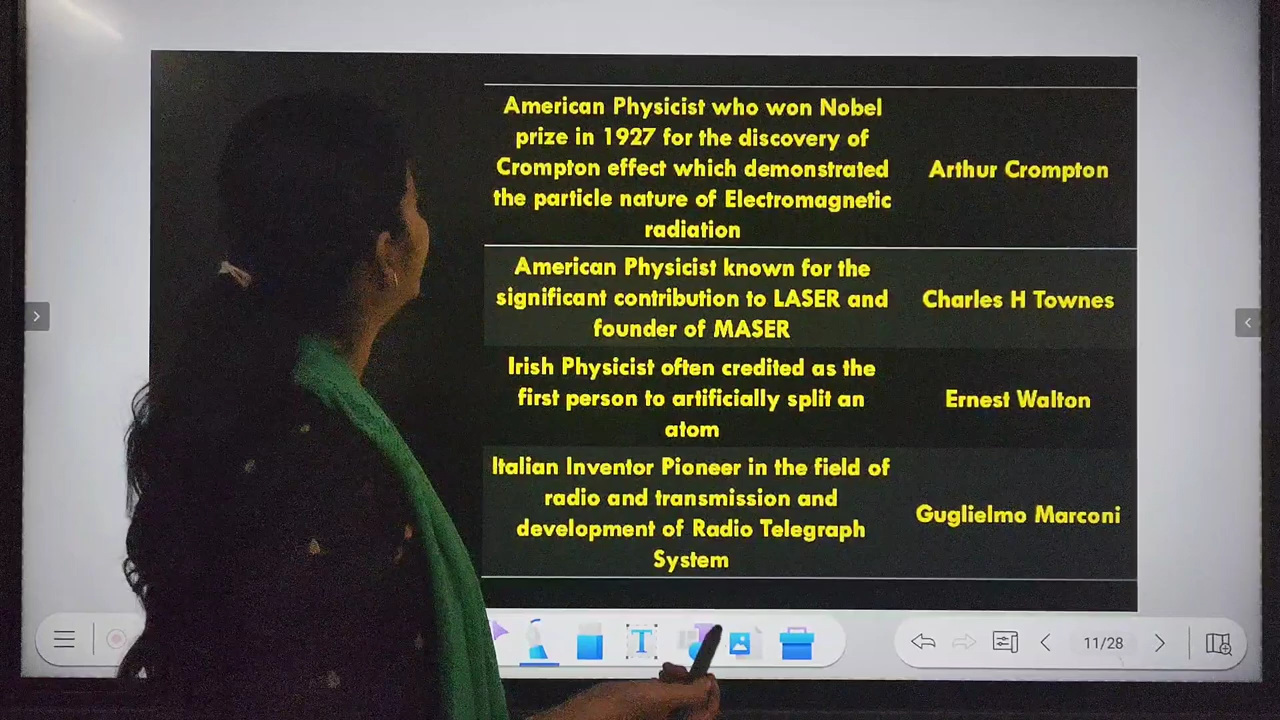 American Physicist who won Nobel
prize in 1927 for the discovery of
Crompton effect which demonstrated
the particle nature of Electromagnetic
radiation
Arthur Crompton
American Physicist known for the
significant contribution to LASER and
founder of MASER
Charles H Townes
Irish Physicist often credited as the
first person to artificially split an
atom
Ernest Walton
Italian Inventor Pioneer in the field of
radio and transmission and
development of Radio Telegraph
System
Guglielmo Marconi
T
11/28